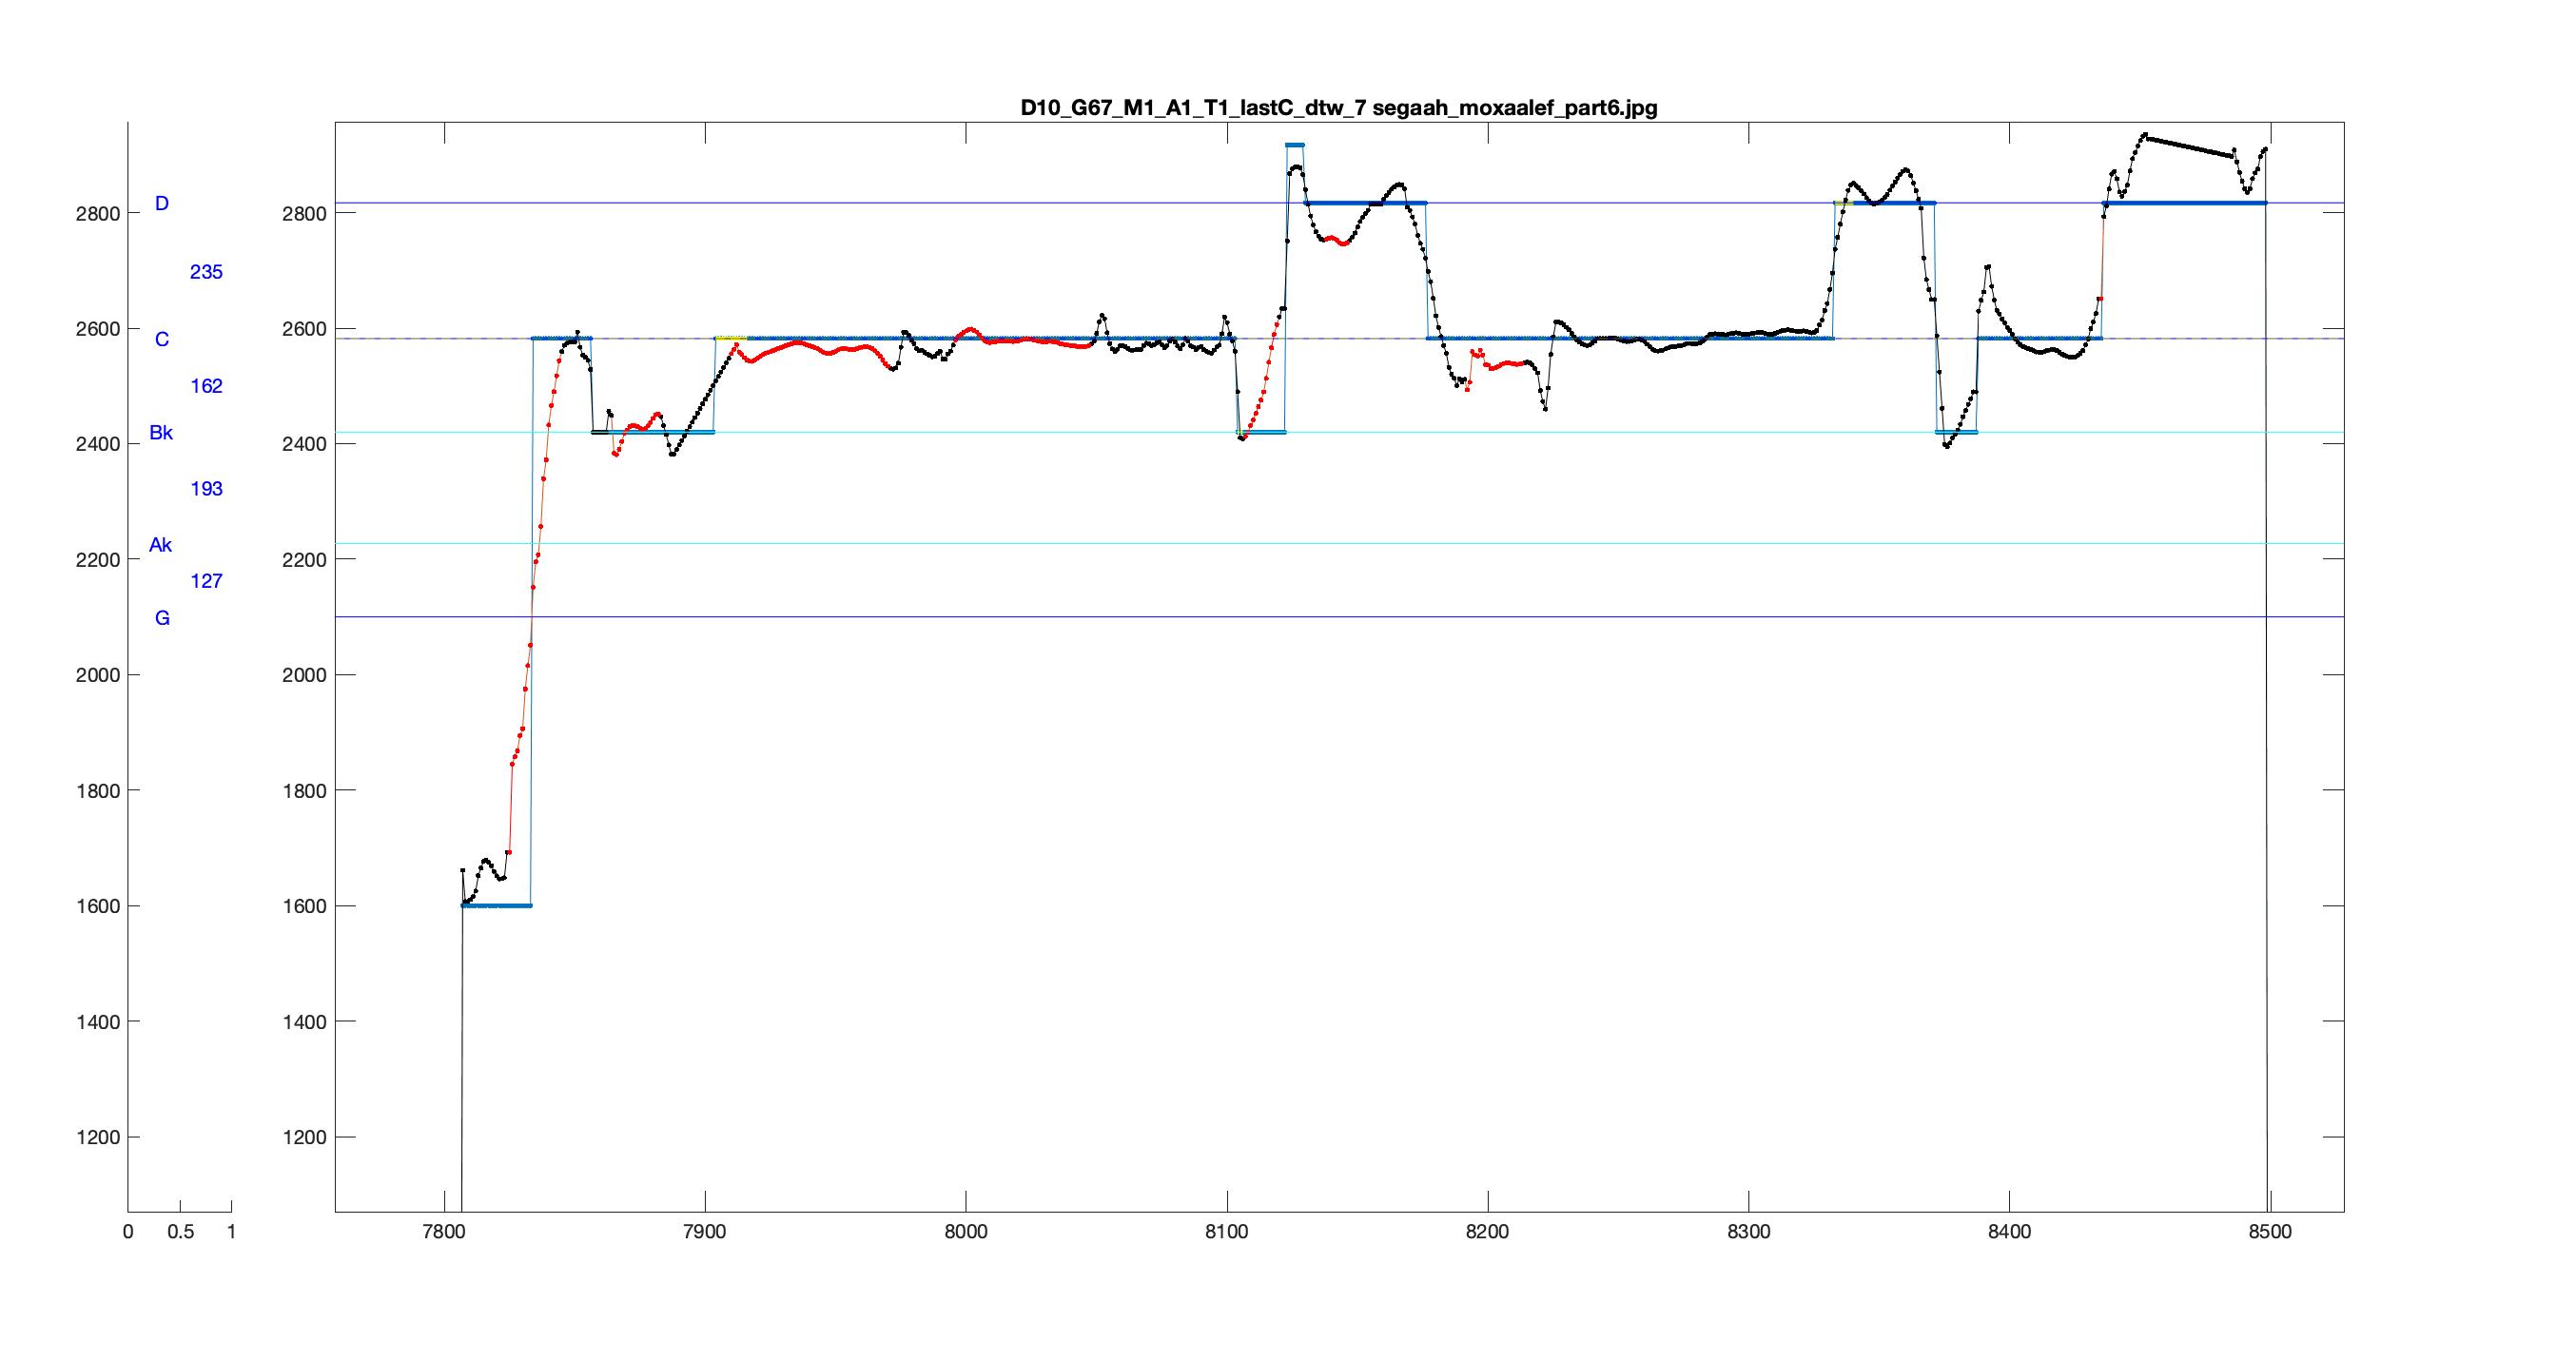 D10_G67_M1_A1_T1_lastC_dtw_7 segaah_moxaalef_part6.jpg
2800 D 2800
235
2600 C 2600
162
2400 Bk 2400
193
2200 Ak 2200
127
G
2000 2000
1800 1800
1600 1600
1400 1400
1200 1200
0 0.5 1 7800 7900 8000 8100 8200 8300 8400 8500